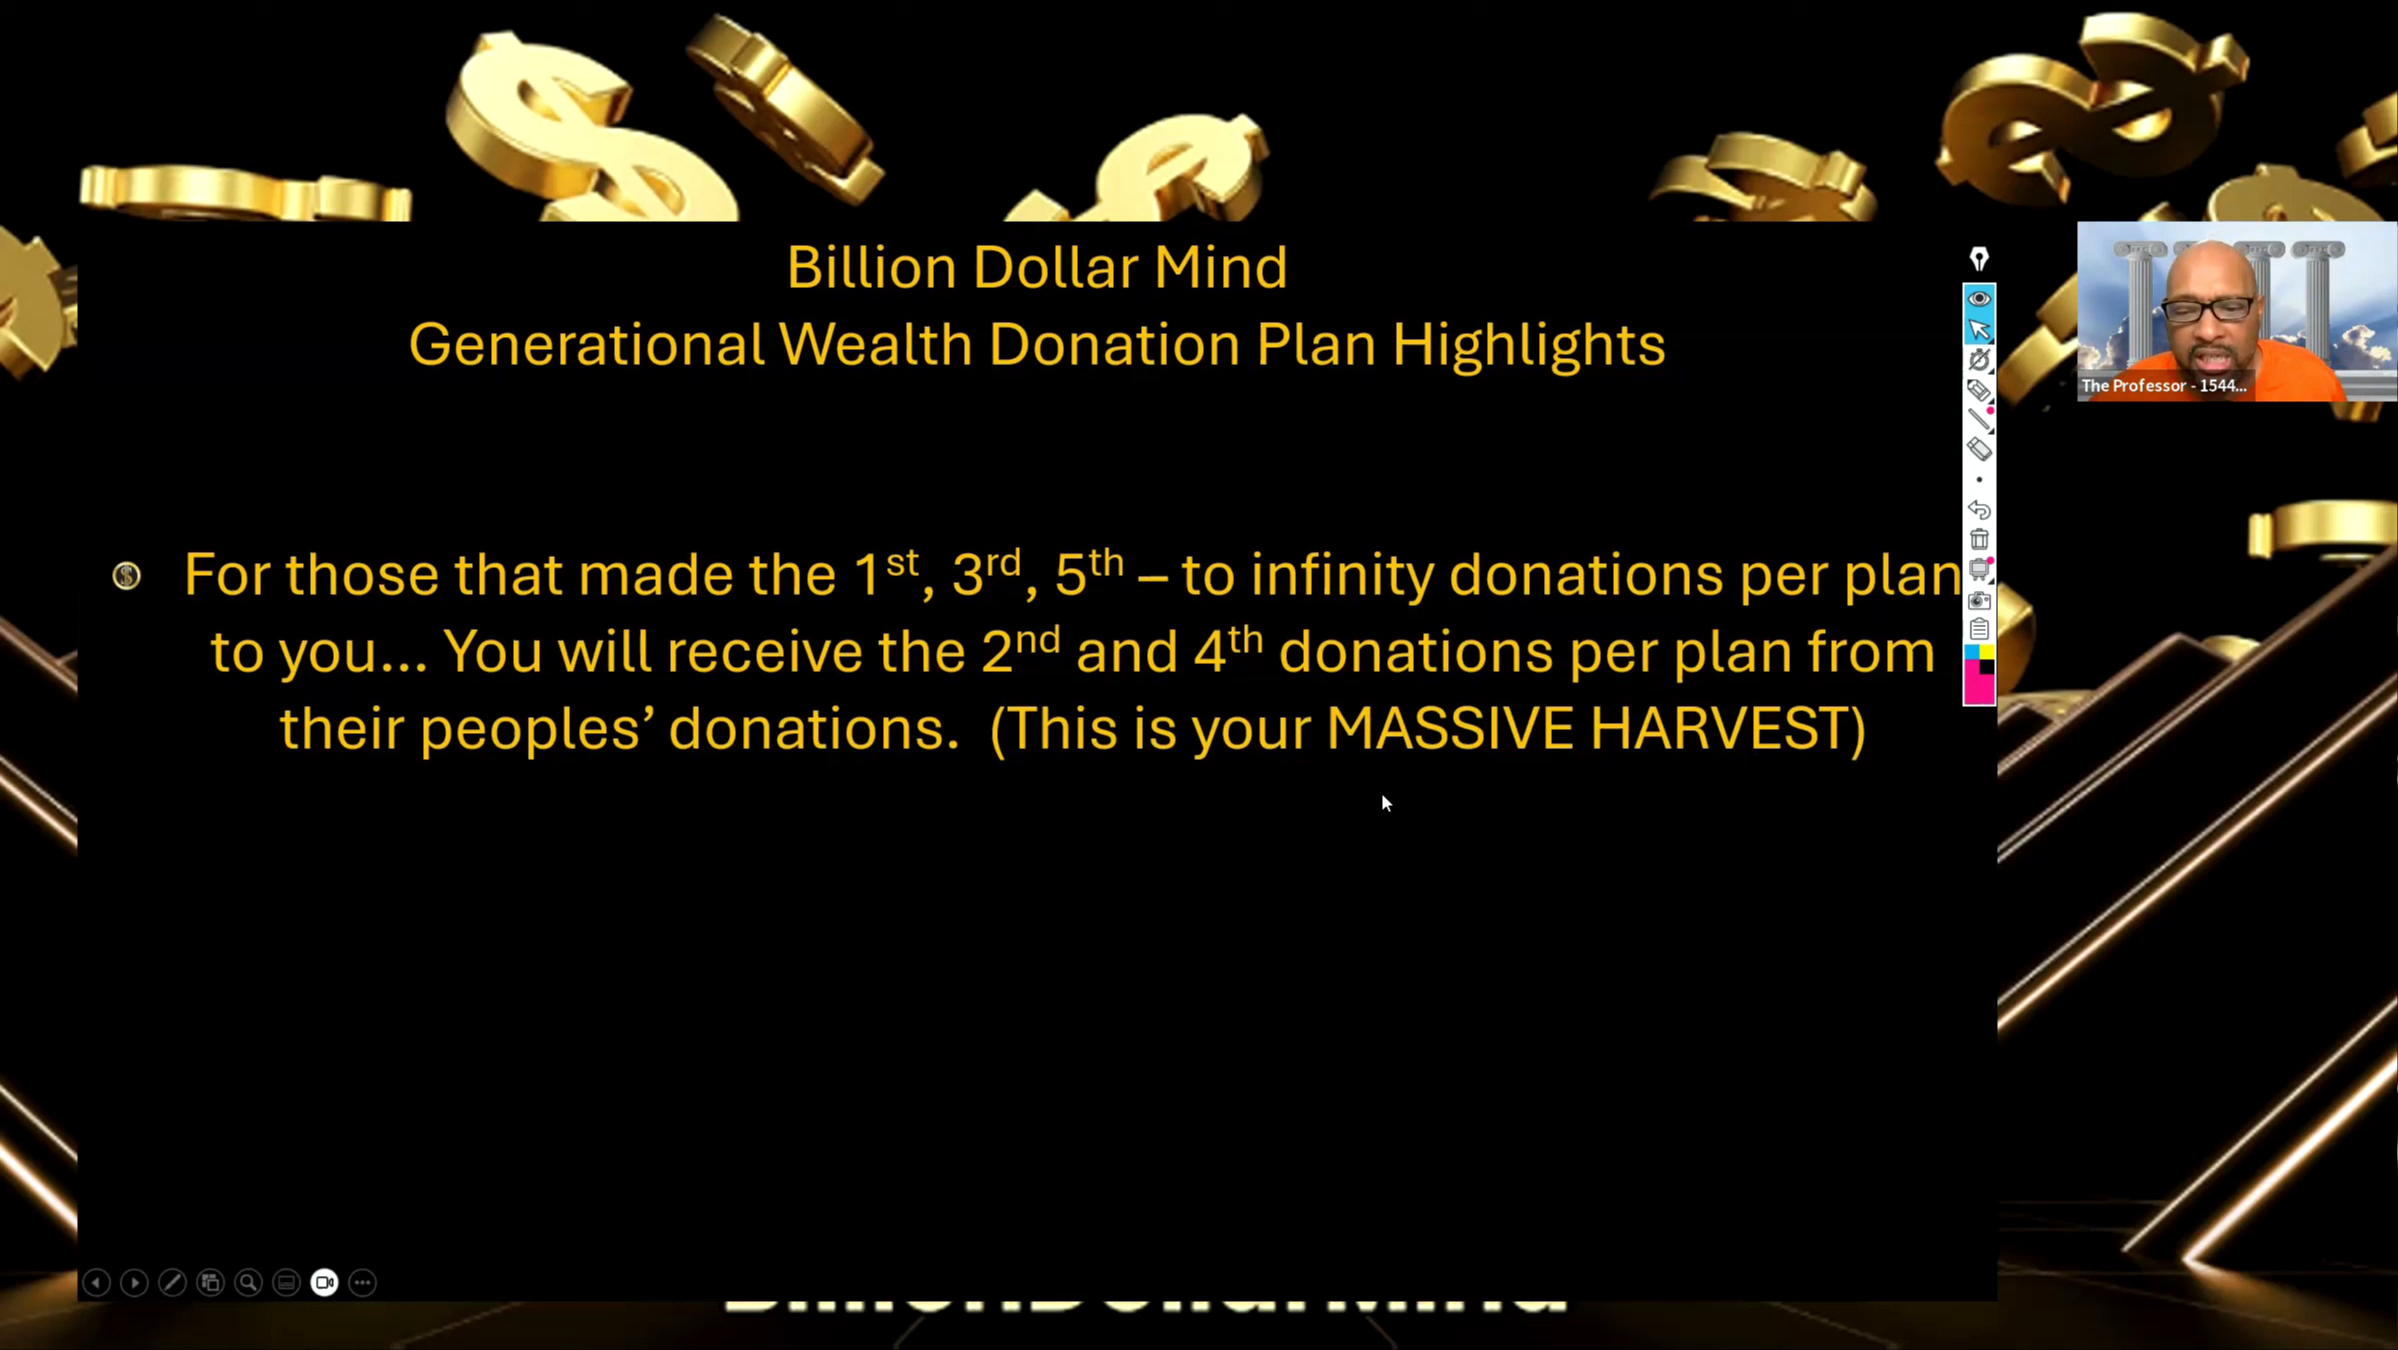 Billion Dollar Mind
Generational Wealth Donation Plan Highlights
For those that made the 1st, 3rd, 5th – to infinity donations per plan
to you... You will receive the 2nd and 4th donations per plan from
their peoples’ donations. (This is your MASSIVE HARVEST)
The Professor - 1544...
BillionDollarMind